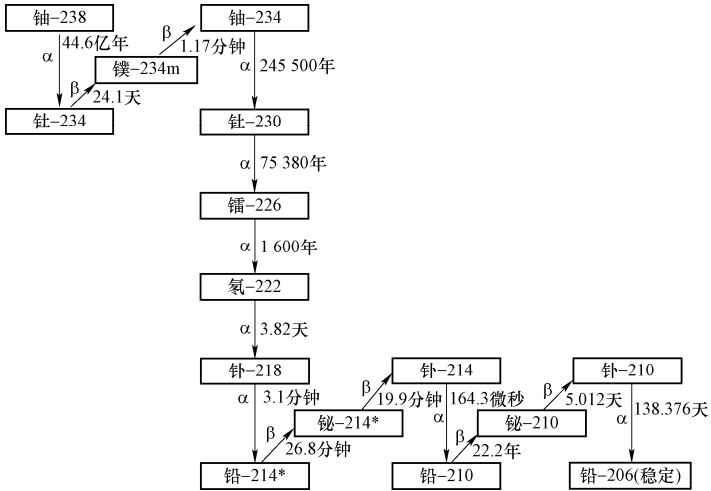 铀–238
铀–234
44.6亿年
β
1.17分钟
α
镤–234m
α
245 500年
β
24.1天
钍–234
钍–230
α
75 380年
镭–226
α
1 600年
氡–222
α
3.82天
钋–218
钋–214
钋–210
α
3.1分钟
β
19.9分钟
164.3微秒
β
5.012天
138.376天
铋–214*
α
铋–210
α
β
26.8分钟
β
22.2年
铅–214*
铅–210
铅–206(稳定)